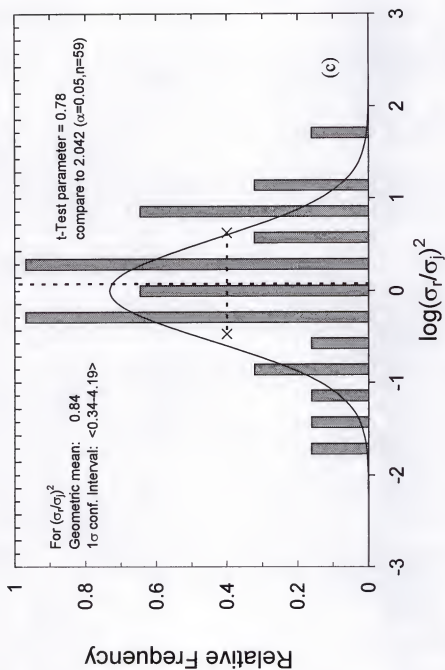 For (σr/σj)²
Geometric mean: 0.84
1σ conf. Interval: <0.34-4.19>
t-Test parameter = 0.78
compare to 2.042 (α=0.05,n=59)
(c)
Relative Frequency
1
0.8
0.6
0.4
0.2
0
-3
-2
-1
0
1
2
3
log(σr/σj)²